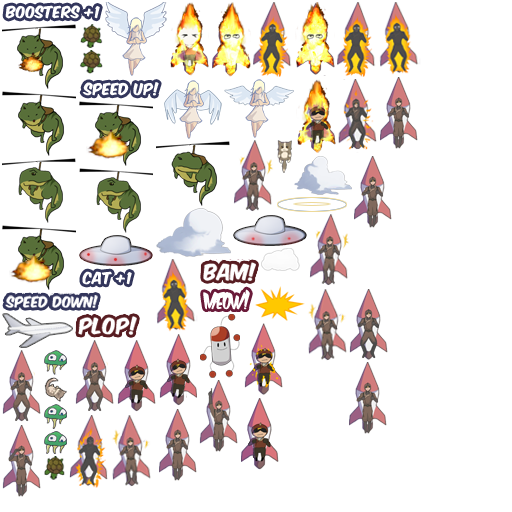 BOOSTERS +1
SPEED UP!
BAM!
CAT +1
MEOW!
SPEED DOWN!
PLOP!